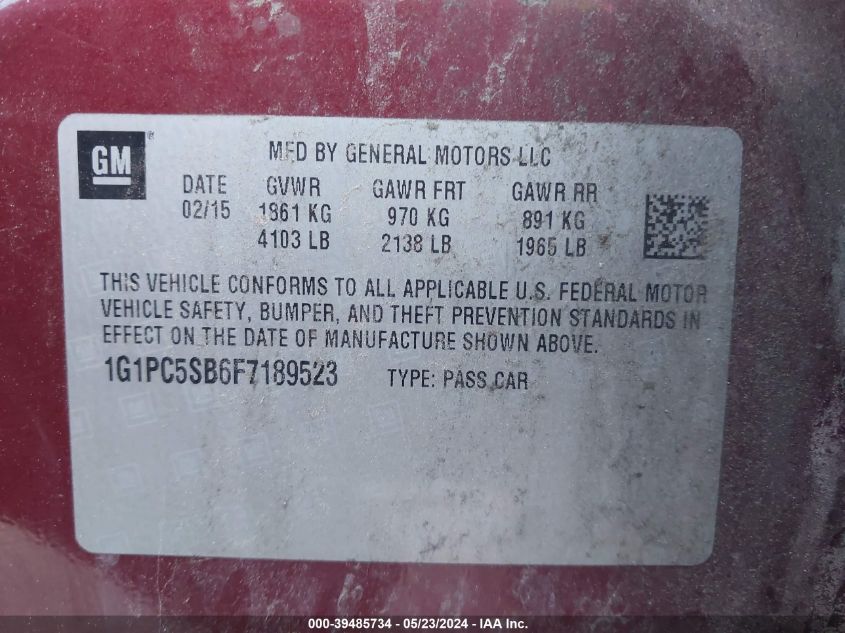 GM
MFD BY GENERAL MOTORS LLC
DATE GVWR GAWR FRT GAWR RR
02/15 1861 KG 970 KG 891 KG
4103 LB 2138 LB 1965 LB
THIS VEHICLE CONFORMS TO ALL APPLICABLE U.S. FEDERAL MOTOR
VEHICLE SAFETY, BUMPER, AND THEFT PREVENTION STANDARDS IN
EFFECT ON THE DATE OF MANUFACTURE SHOWN ABOVE.
1G1PC5SB6F7189523 TYPE: PASS CAR
000-39485734 - 05/23/2024 - IAA Inc.